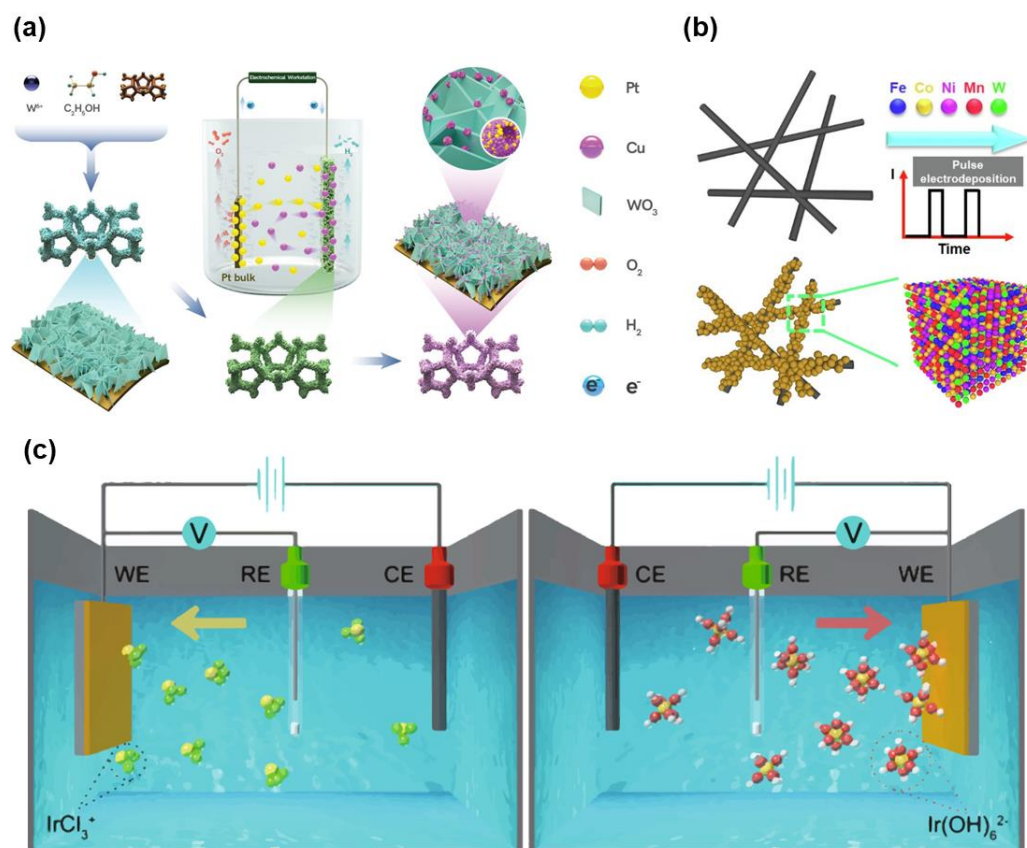 (a)
W⁶⁺
C₂H₅OH
Electrochemical Workstation
O₂
H₂
Pt bulk
Pt
Cu
WO₃
O₂
H₂
e⁻ e⁻
(b)
Fe Co Ni Mn W
Pulse
electrodeposition
I
Time
(c)
V
WE RE CE
IrCl₃⁺
V
CE RE WE
Ir(OH)₆²⁻